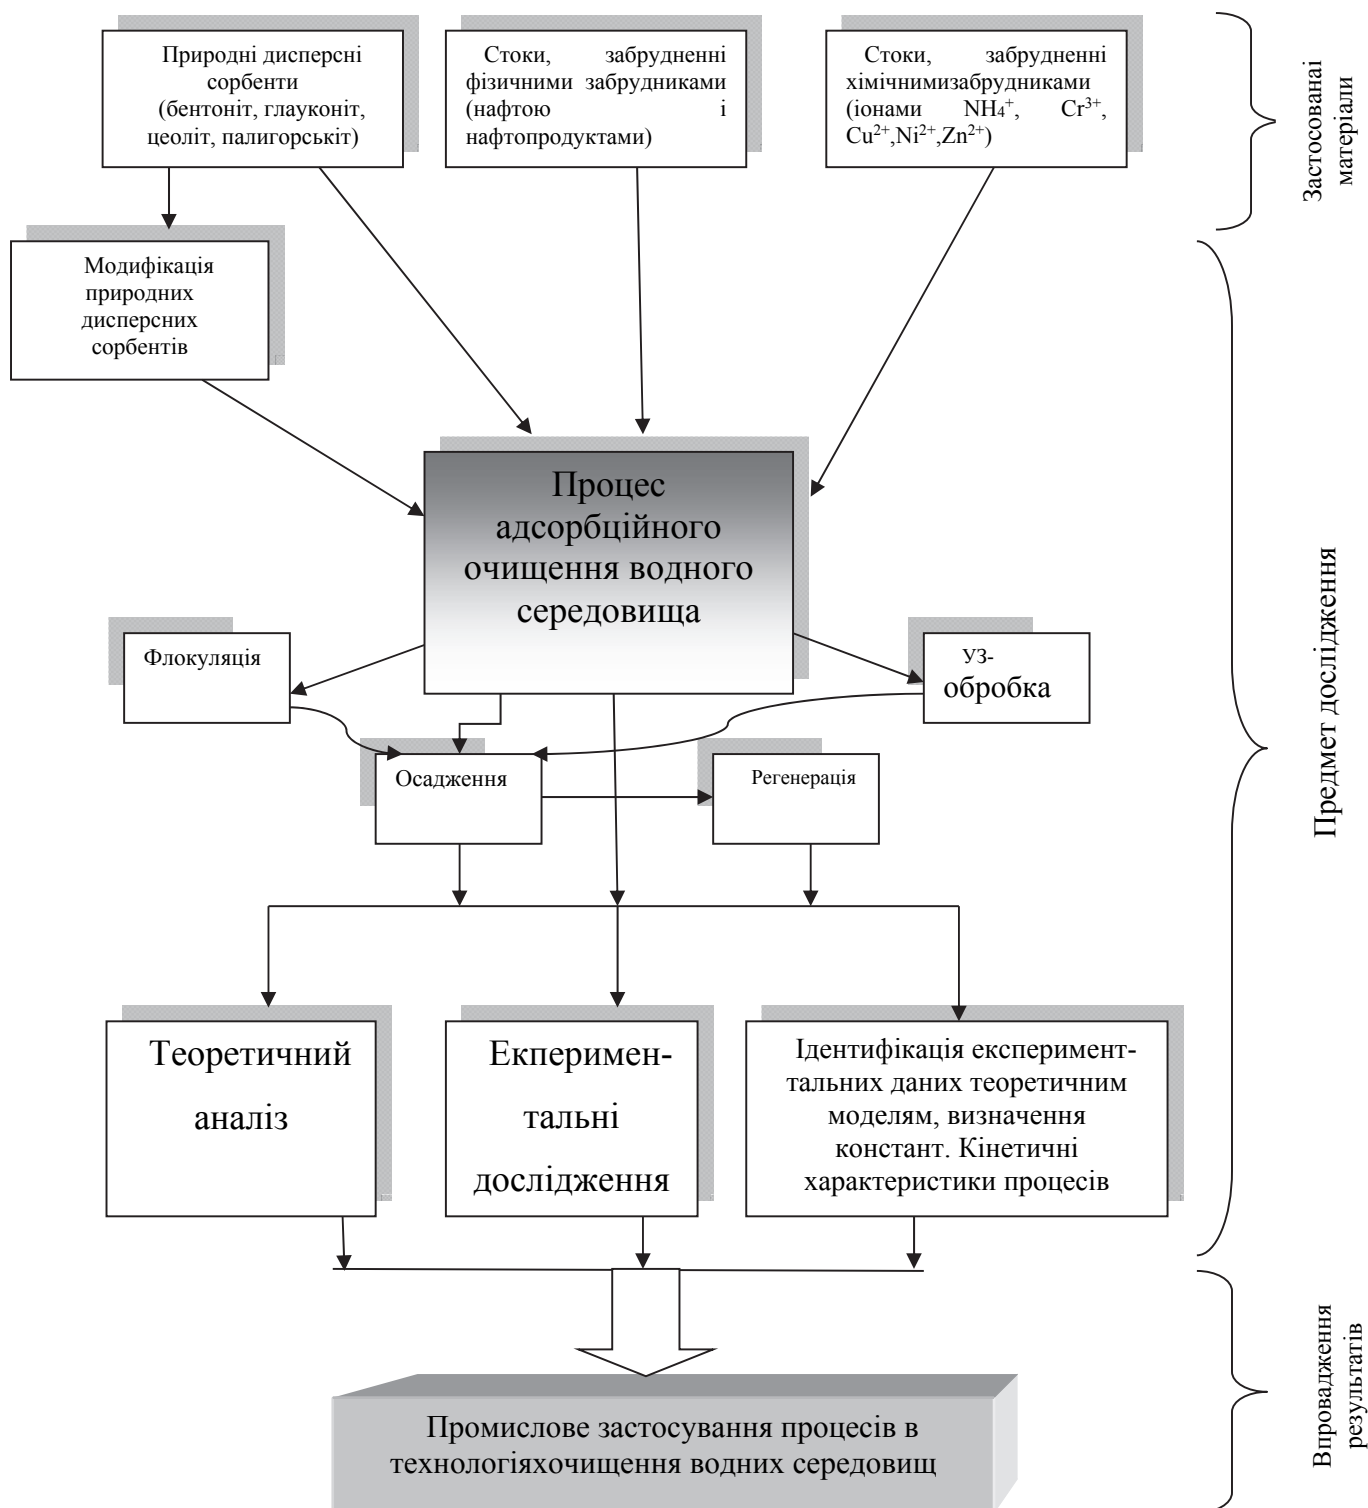 Природні дисперсні
сорбенти
(бентоніт, глауконіт,
цеоліт, палигорськіт)
Стоки, забрудненні
фізичними забрудниками
(нафтою і
нафтопродуктами)
Стоки, забрудненні
хімічнимизабрудниками
(іонами NH₄⁺, Cr³⁺,
Cu²⁺,Ni²⁺,Zn²⁺)
Застосованаі
матеріали
Модифікація
природних
дисперсних
сорбентів
Процес
адсорбційного
очищення водного
середовища
Предмет дослідження
Флокуляція
УЗ-
обробка
Осадження
Регенерація
Теоретичний
аналіз
Екперимен-
тальні
дослідження
Ідентифікація експеримент-
тальних даних теоретичним
моделям, визначення
констант. Кінетичні
характеристики процесів
Впровадження
результатів
Промислове застосування процесів в
технологіяхочищення водних середовищ